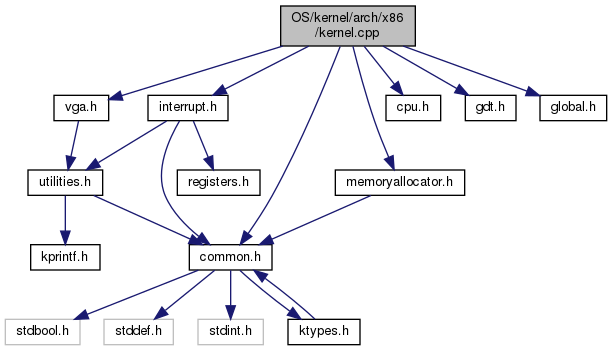 OS/kernel/arch/x86
/kernel.cpp
vga.h
interrupt.h
cpu.h
gdt.h
global.h
utilities.h
registers.h
memoryallocator.h
kprintf.h
common.h
stdbool.h
stddef.h
stdint.h
ktypes.h